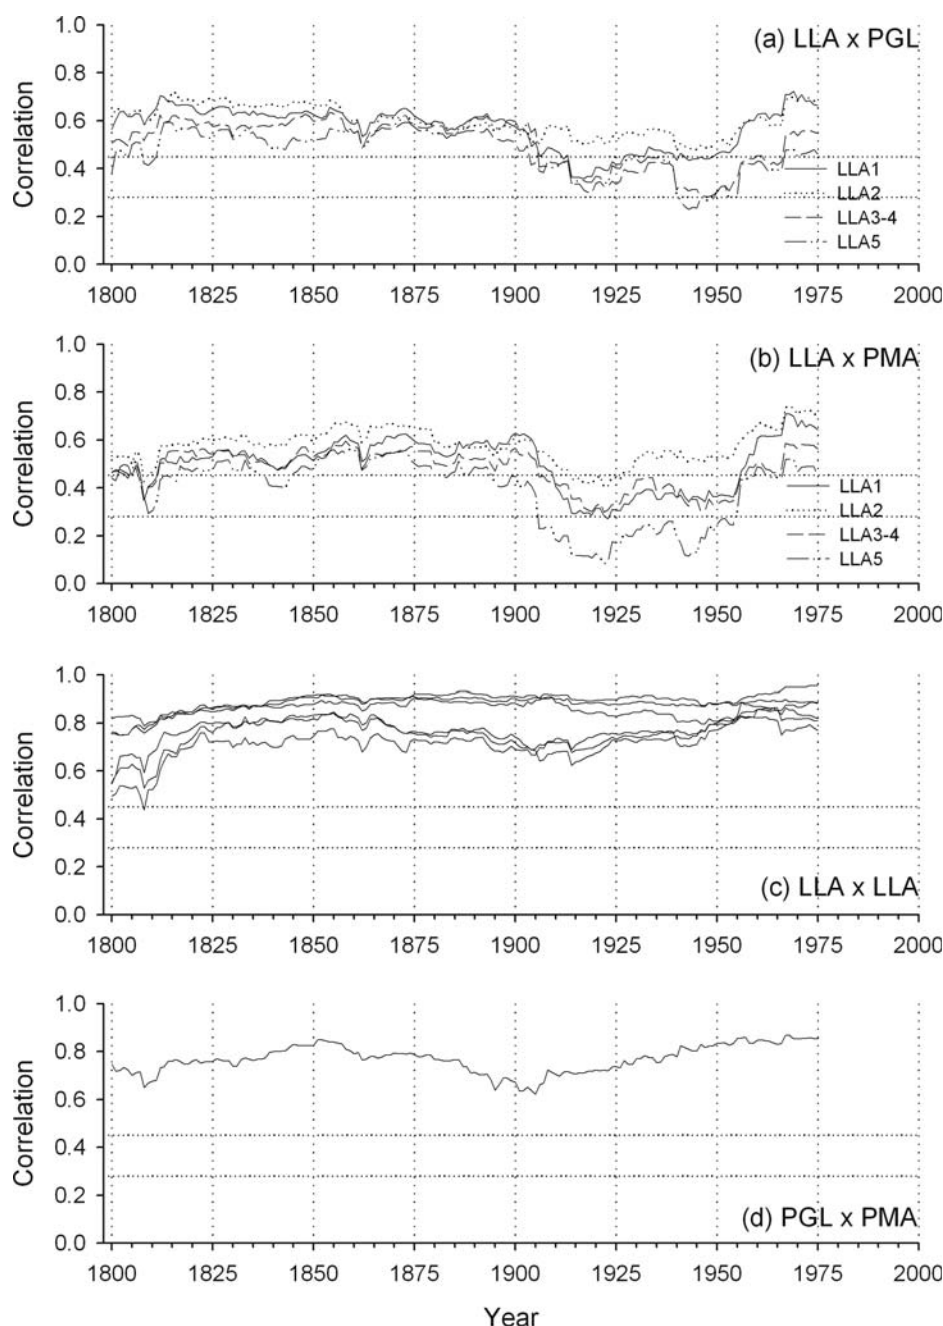 (a) LLA x PGL
Correlation
1.0
0.8
0.6
0.4
0.2
0.0
LLA1
LLA2
LLA3-4
LLA5
1800 1825 1850 1875 1900 1925 1950 1975 2000
(b) LLA x PMA
Correlation
1.0
0.8
0.6
0.4
0.2
0.0
LLA1
LLA2
LLA3-4
LLA5
1800 1825 1850 1875 1900 1925 1950 1975 2000
Correlation
1.0
0.8
0.6
0.4
0.2
0.0
(c) LLA x LLA
1800 1825 1850 1875 1900 1925 1950 1975 2000
Correlation
1.0
0.8
0.6
0.4
0.2
0.0
(d) PGL x PMA
1800 1825 1850 1875 1900 1925 1950 1975 2000
Year